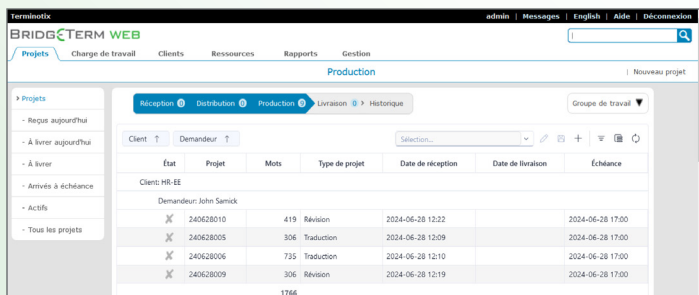 Terminotix
admin | Messages | English | Aide | Déconnexion
BRIDGETERM WEB
Projets Charge de travail Clients Ressources Rapports Gestion
Production
| Nouveau projet
> Projets
- Reçus aujourd'hui
- À livrer aujourd'hui
- À livrer
- Arrivés à échéance
- Actifs
- Tous les projets
Réception 0 Distribution 0 Production Livraison 0 > Historique
Groupe de travail ▼
Client ↑ Demandeur ↑
Sélection...
État Projet Mots Type de projet Date de réception Date de livraison Échéance
Client: HR-EE
Demandeur: John Samick
240628010 419 Révision 2024-06-28 12:22 2024-06-28 17:00
240628005 306 Traduction 2024-06-28 12:09 2024-06-28 17:00
240628006 735 Traduction 2024-06-28 12:10 2024-06-28 17:00
240628009 306 Révision 2024-06-28 12:19 2024-06-28 17:00
1766